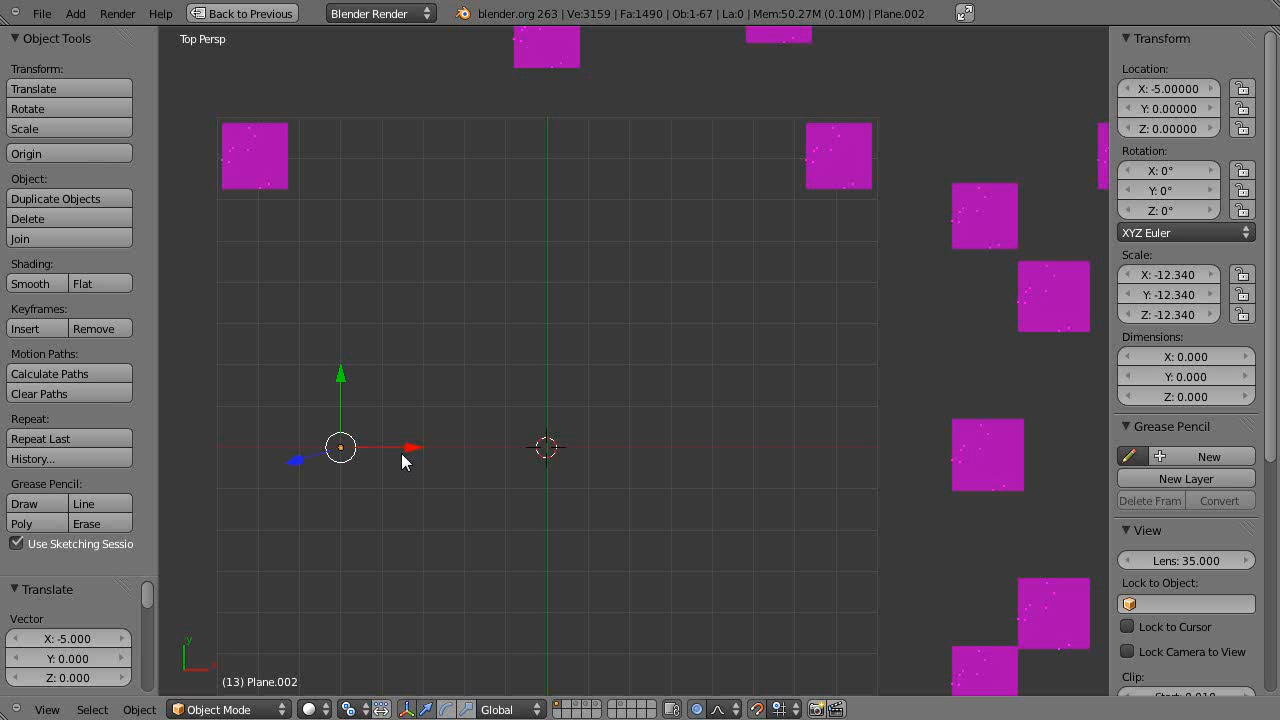 File Add Render Help Back to Previous Blender Render blender.org 263 | Ve:3159 | Fa:1490 | Ob:1-67 | La:0 | Mem:50.27M (0.10M) | Plane.002
Object Tools
Transform:
Translate
Rotate
Scale
Origin
Object:
Duplicate Objects
Delete
Join
Shading:
Smooth Flat
Keyframes:
Insert Remove
Motion Paths:
Calculate Paths
Clear Paths
Repeat:
Repeat Last
History...
Grease Pencil:
Draw Line
Poly Erase
Use Sketching Sessio
Translate
Vector
X: -5.000
Y: 0.000
Z: 0.000
Top Persp
y
(13) Plane.002
Transform
Location:
X: -5.00000
Y: 0.00000
Z: 0.00000
Rotation:
X: 0°
Y: 0°
Z: 0°
XYZ Euler
Scale:
X: -12.340
Y: -12.340
Z: -12.340
Dimensions:
X: 0.000
Y: 0.000
Z: 0.000
Grease Pencil
New
New Layer
Delete Fram Convert
View
Lens: 35.000
Lock to Object:
Lock to Cursor
Lock Camera to View
Clip:
View Select Object Object Mode Global